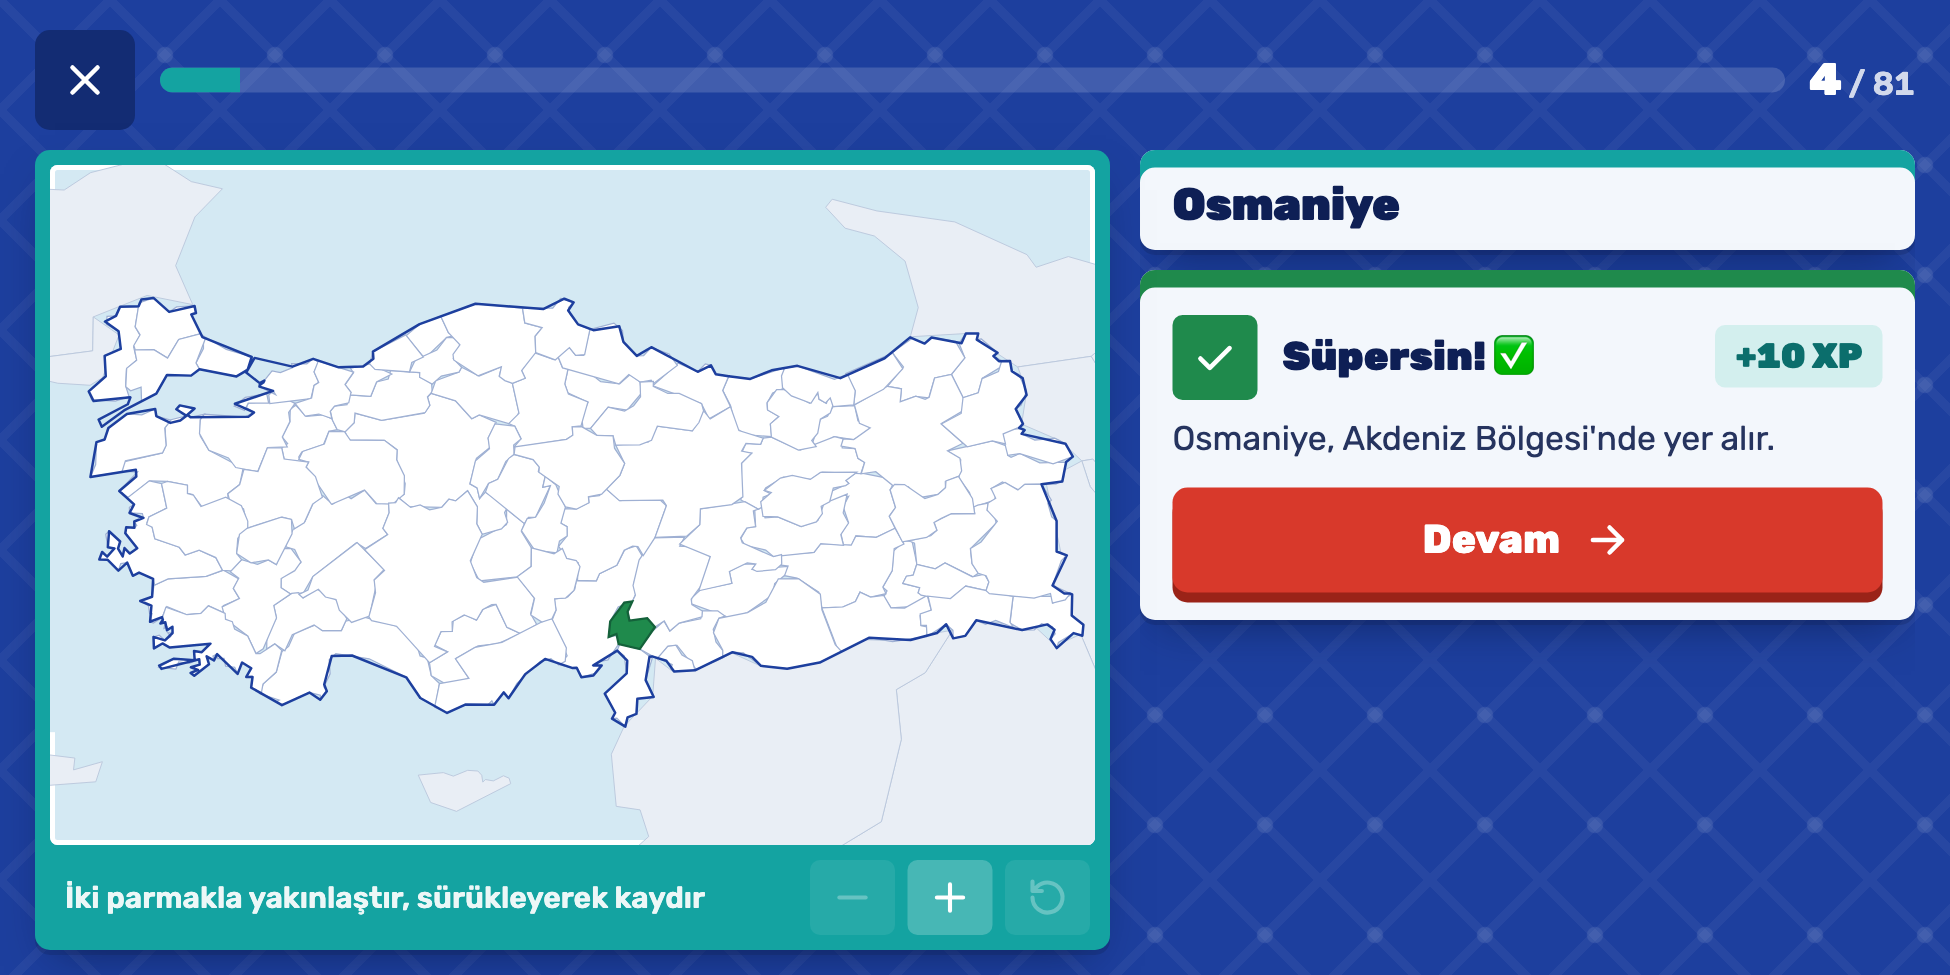 4 / 81
Osmaniye
Süpersin! ✅
+10 XP
Osmaniye, Akdeniz Bölgesi'nde yer alır.
Devam →
İki parmakla yakınlaştır, sürükleyerek kaydır